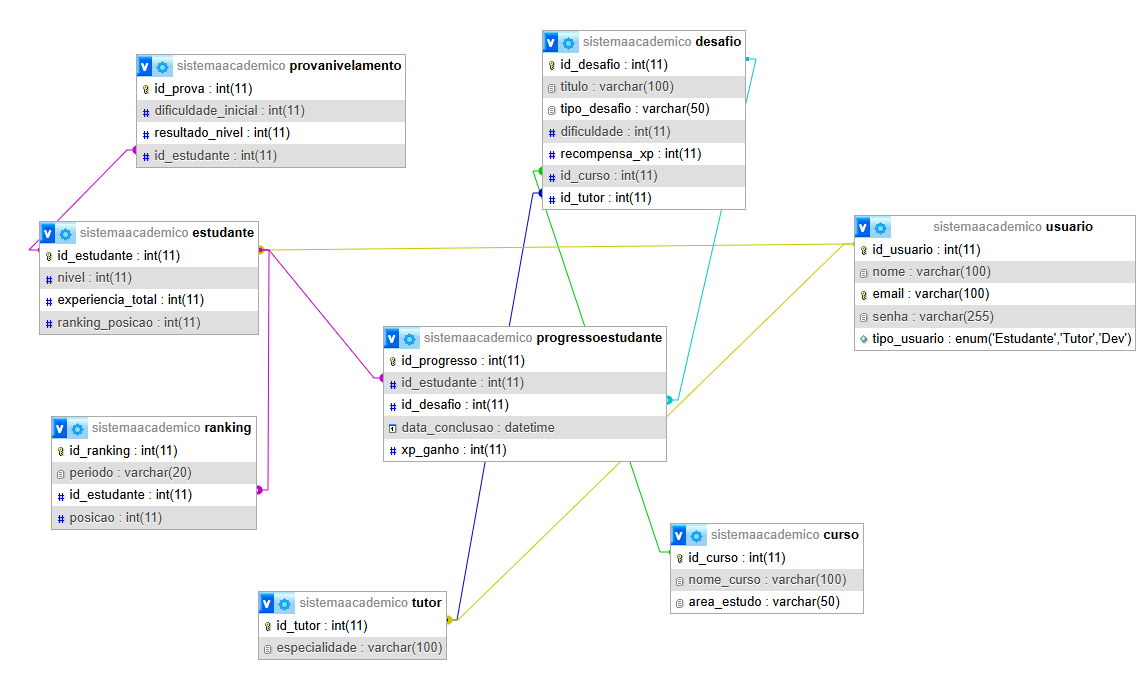 sistemaacademico provanivelamento
id_prova : int(11)
dificuldade_inicial : int(11)
resultado_nivel : int(11)
id_estudante : int(11)
sistemaacademico desafio
id_desafio : int(11)
titulo : varchar(100)
tipo_desafio : varchar(50)
dificuldade : int(11)
recompensa_xp : int(11)
id_curso : int(11)
id_tutor : int(11)
sistemaacademico estudante
id_estudante : int(11)
nivel : int(11)
experiencia_total : int(11)
ranking_posicao : int(11)
sistemaacademico usuario
id_usuario : int(11)
nome : varchar(100)
email : varchar(100)
senha : varchar(255)
tipo_usuario : enum('Estudante','Tutor','Dev')
sistemaacademico progressoestudante
id_progresso : int(11)
id_estudante : int(11)
id_desafio : int(11)
data_conclusao : datetime
xp_ganho : int(11)
sistemaacademico ranking
id_ranking : int(11)
periodo : varchar(20)
id_estudante : int(11)
posicao : int(11)
sistemaacademico curso
id_curso : int(11)
nome_curso : varchar(100)
area_estudo : varchar(50)
sistemaacademico tutor
id_tutor : int(11)
especialidade : varchar(100)